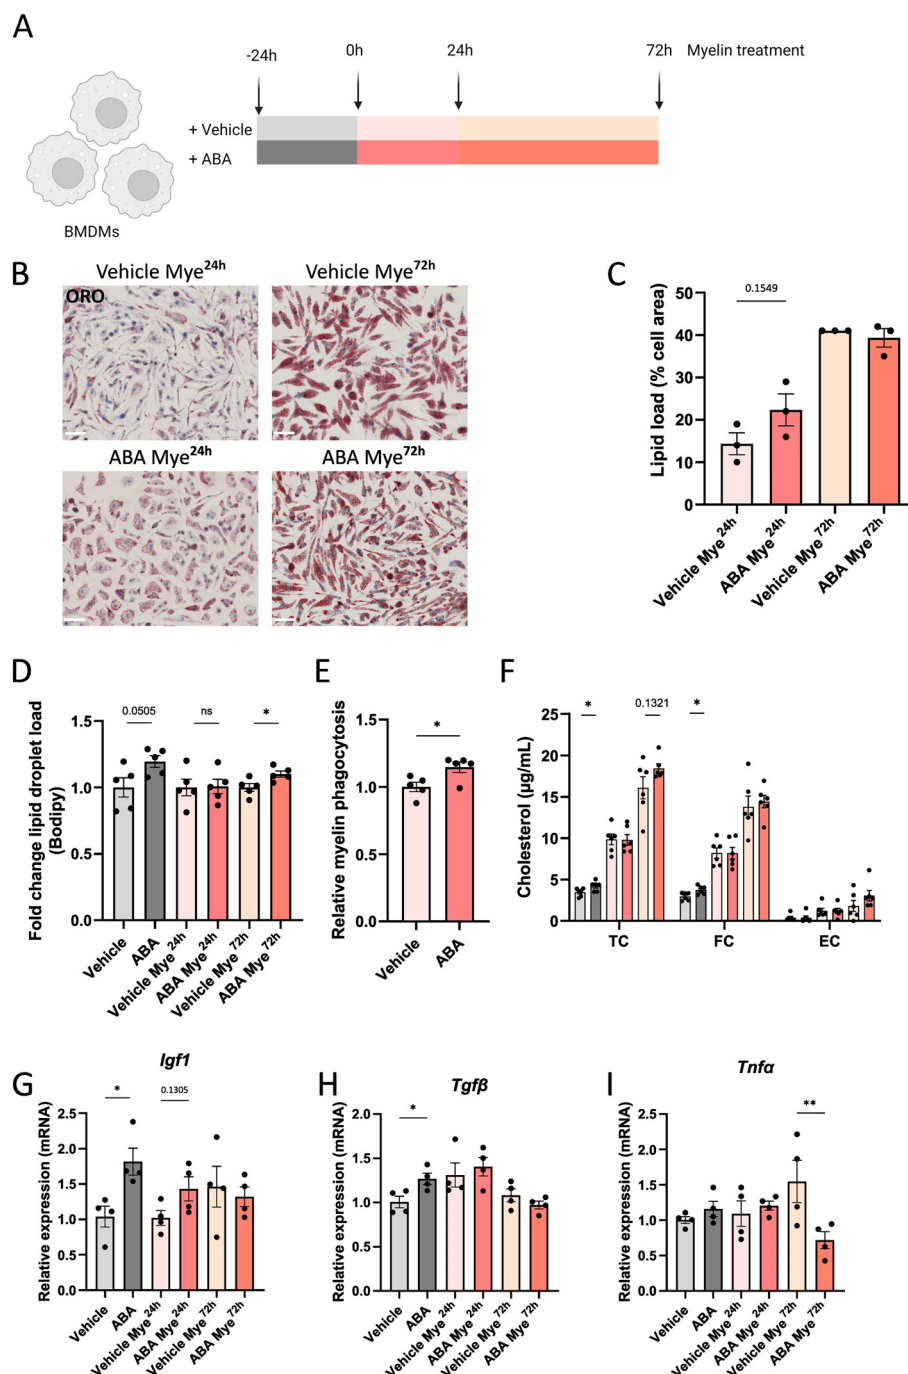 A
-24h 0h 24h 72h Myelin treatment
+ Vehicle
+ ABA
BMDMs
B
Vehicle Mye24h Vehicle Mye72h
ORO
ABA Mye24h ABA Mye72h
C
Lipid load (% cell area)
50
40
30
20
10
0
0.1549
Vehicle Mye24h
ABA Mye24h
Vehicle Mye72h
ABA Mye72h
D
Fold change lipid droplet load
(Bodipy)
1.5
1.0
0.5
0.0
0.0505 ns *
Vehicle
ABA
Vehicle Mye24h
ABA Mye24h
Vehicle Mye72h
ABA Mye72h
E
Relative myelin phagocytosis
1.5
1.0
0.5
0.0
*
Vehicle
ABA
F
Cholesterol (µg/mL)
25
20
15
10
5
0
* 0.1321 *
TC FC EC
G
Igf1
Relative expression (mRNA)
2.5
2.0
1.5
1.0
0.5
0.0
* 0.1305
Vehicle
ABA
Vehicle Mye24h
ABA Mye24h
Vehicle Mye72h
ABA Mye72h
H
Tgfβ
Relative expression (mRNA)
2.0
1.5
1.0
0.5
0.0
*
Vehicle
ABA
Vehicle Mye24h
ABA Mye24h
Vehicle Mye72h
ABA Mye72h
I
Tnfα
Relative expression (mRNA)
2.5
2.0
1.5
1.0
0.5
0.0
**
Vehicle
ABA
Vehicle Mye24h
ABA Mye24h
Vehicle Mye72h
ABA Mye72h